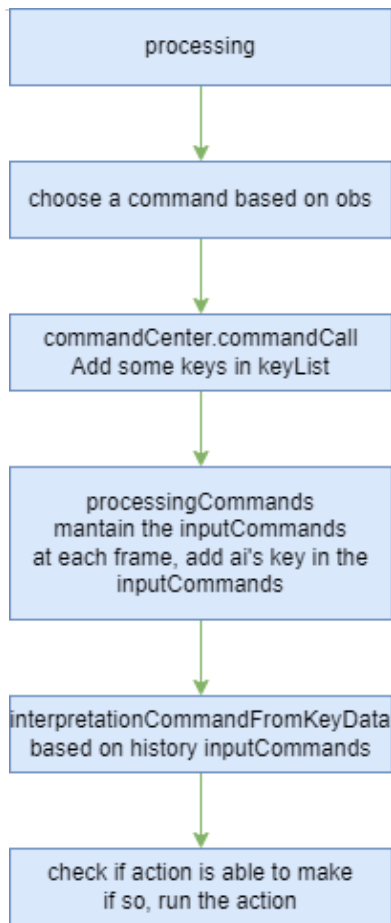 processing
choose a command based on obs
commandCenter.commandCall
Add some keys in keyList
processingCommands
mantain the inputCommands
at each frame, add ai's key in the
inputCommands
interpretationCommandFromKeyData
based on history inputCommands
check if action is able to make
if so, run the action